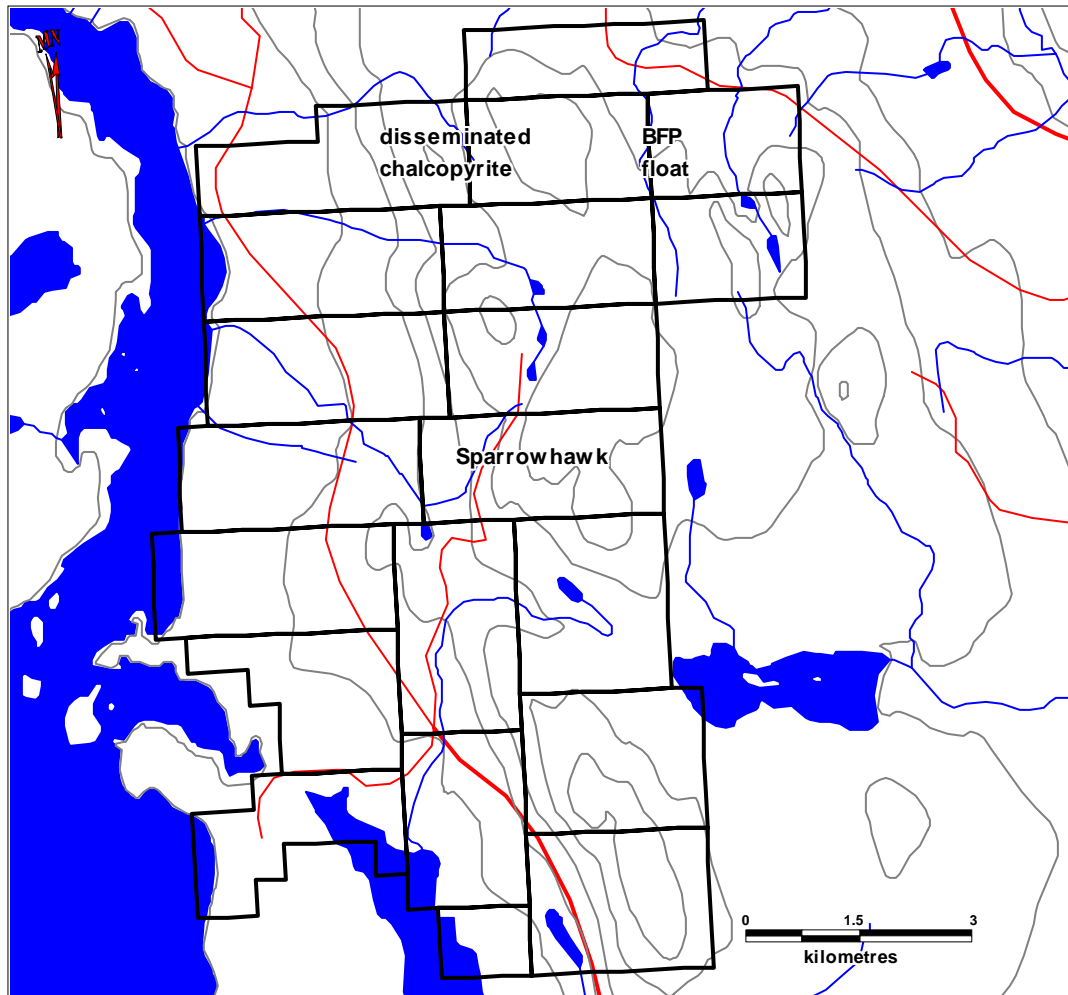 MN
disseminated
chalcopyrite
BFP
float
Sparrowhawk
0 1.5 3
kilometres